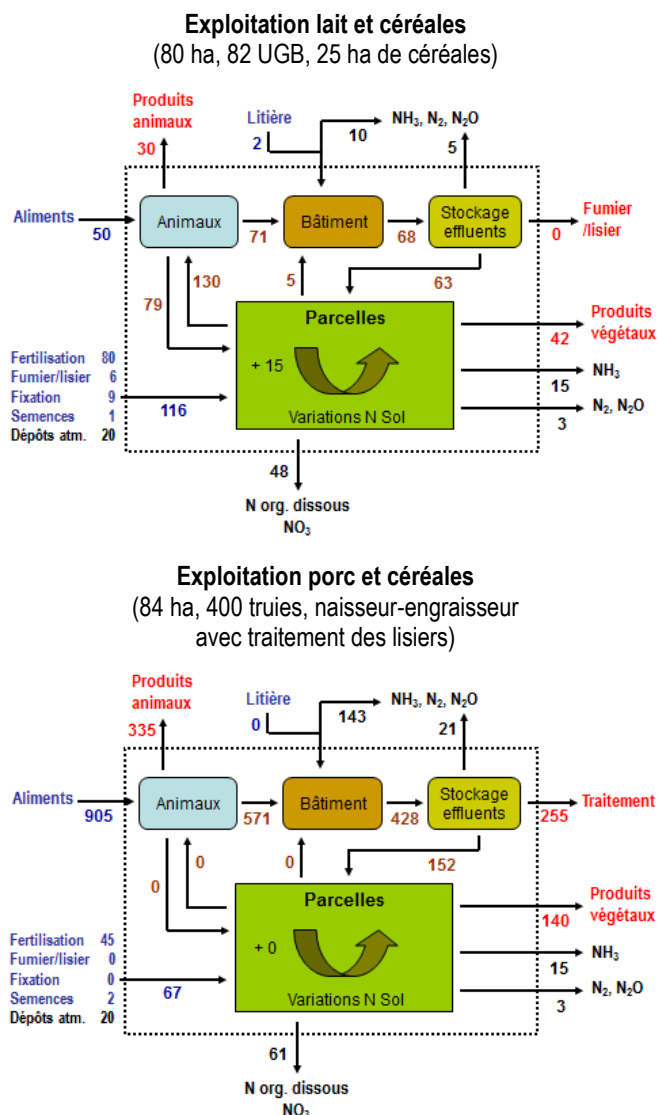 Exploitation lait et céréales
(80 ha, 82 UGB, 25 ha de céréales)
Produits
animaux
30
Litière
2
10
NH₃, N₂, N₂O
5
Aliments
50
Animaux
71
Bâtiment
68
Stockage
effluents
0
Fumier
/lisier
79
130
5
63
Parcelles
+ 15
Variations N Sol
Fertilisation 80
Fumier/lisier 6
Fixation 9
Semences 1
Dépôts atm. 20
116
Produits
végétaux
42
NH₃
15
N₂, N₂O
3
48
N org. dissous
NO₃
Exploitation porc et céréales
(84 ha, 400 truies, naisseur-engraisseur
avec traitement des lisiers)
Produits
animaux
335
Litière
0
143
NH₃, N₂, N₂O
21
Aliments
905
Animaux
571
Bâtiment
428
Stockage
effluents
255
Traitement
0
0
0
152
Parcelles
+ 0
Variations N Sol
Fertilisation 45
Fumier/lisier 0
Fixation 0
Semences 2
Dépôts atm. 20
67
Produits
végétaux
140
NH₃
15
N₂, N₂O
3
61
N org. dissous
NO₃